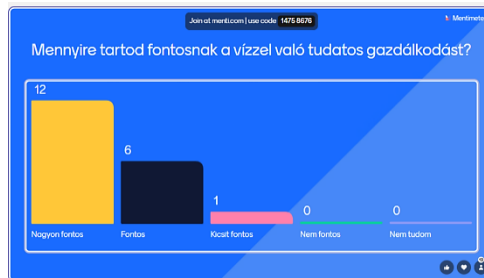 Join at menti.com | use code 1475 8676
Mentimeter
Mennyire tartod fontosnak a vízzel való tudatos gazdálkodást?
12
6
1
0
0
Nagyon fontos
Fontos
Kicsit fontos
Nem fontos
Nem tudom